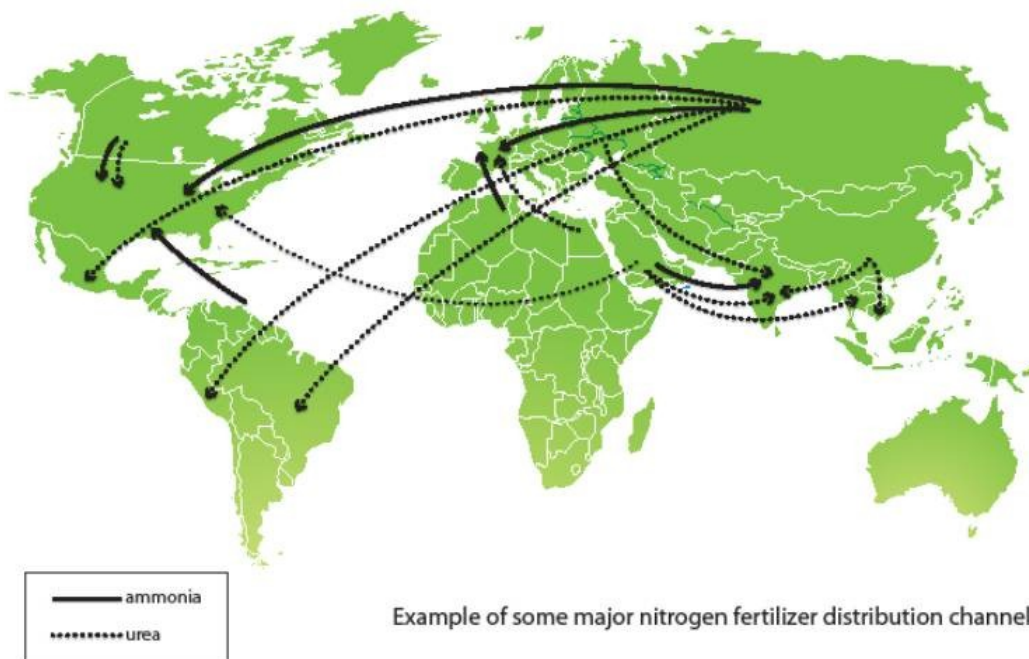 ammonia
urea
Example of some major nitrogen fertilizer distribution channel